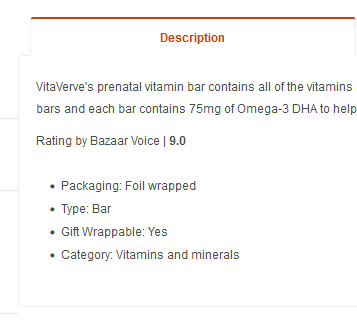 Description
VitaVerve's prenatal vitamin bar contains all of the vitamins
bars and each bar contains 75mg of Omega-3 DHA to help
Rating by Bazaar Voice | 9.0
• Packaging: Foil wrapped
• Type: Bar
• Gift Wrappable: Yes
• Category: Vitamins and minerals